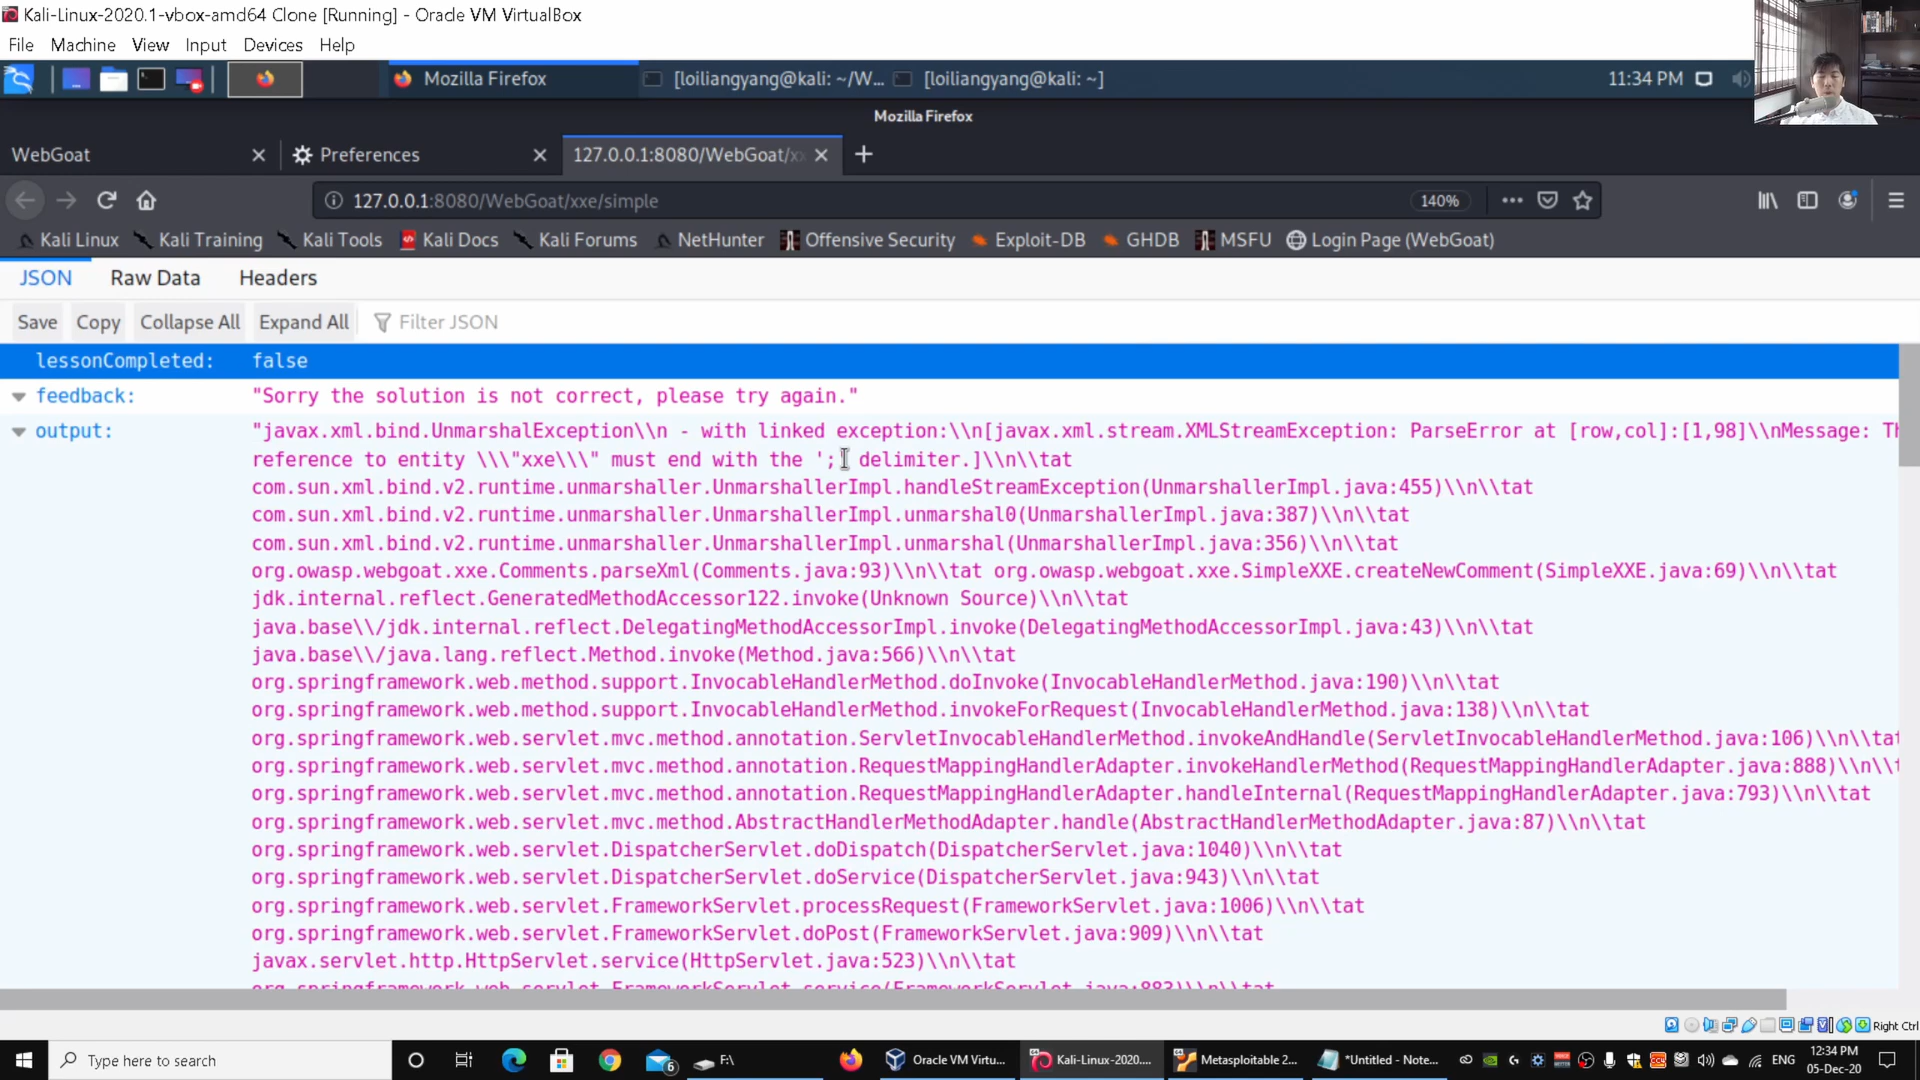 Kali-Linux-2020.1-vbox-amd64 Clone [Running] - Oracle VM VirtualBox
File Machine View Input Devices Help
Mozilla Firefox [loiliangyang@kali: ~/W... [loiliangyang@kali: ~] 11:34 PM
Mozilla Firefox
WebGoat Preferences 127.0.0.1:8080/WebGoat/xx
127.0.0.1:8080/WebGoat/xxe/simple 140%
Kali Linux Kali Training Kali Tools Kali Docs Kali Forums NetHunter Offensive Security Exploit-DB GHDB MSFU Login Page (WebGoat)
JSON Raw Data Headers
Save Copy Collapse All Expand All Filter JSON
lessonCompleted: false
feedback: "Sorry the solution is not correct, please try again."
output: "javax.xml.bind.UnmarshalException\\n - with linked exception:\\n[javax.xml.stream.XMLStreamException: ParseError at [row,col]:[1,98]\\nMessage: Th
reference to entity \\\"xxe\\\" must end with the '; delimiter.]\\n\\tat
com.sun.xml.bind.v2.runtime.unmarshaller.UnmarshallerImpl.handleStreamException(UnmarshallerImpl.java:455)\\n\\tat
com.sun.xml.bind.v2.runtime.unmarshaller.UnmarshallerImpl.unmarshal0(UnmarshallerImpl.java:387)\\n\\tat
com.sun.xml.bind.v2.runtime.unmarshaller.UnmarshallerImpl.unmarshal(UnmarshallerImpl.java:356)\\n\\tat
org.owasp.webgoat.xxe.Comments.parseXml(Comments.java:93)\\n\\tat org.owasp.webgoat.xxe.SimpleXXE.createNewComment(SimpleXXE.java:69)\\n\\tat
jdk.internal.reflect.GeneratedMethodAccessor122.invoke(Unknown Source)\\n\\tat
java.base\\/jdk.internal.reflect.DelegatingMethodAccessorImpl.invoke(DelegatingMethodAccessorImpl.java:43)\\n\\tat
java.base\\/java.lang.reflect.Method.invoke(Method.java:566)\\n\\tat
org.springframework.web.method.support.InvocableHandlerMethod.doInvoke(InvocableHandlerMethod.java:190)\\n\\tat
org.springframework.web.method.support.InvocableHandlerMethod.invokeForRequest(InvocableHandlerMethod.java:138)\\n\\tat
org.springframework.web.servlet.mvc.method.annotation.ServletInvocableHandlerMethod.invokeAndHandle(ServletInvocableHandlerMethod.java:106)\\n\\tat
org.springframework.web.servlet.mvc.method.annotation.RequestMappingHandlerAdapter.invokeHandlerMethod(RequestMappingHandlerAdapter.java:888)\\n\\t
org.springframework.web.servlet.mvc.method.annotation.RequestMappingHandlerAdapter.handleInternal(RequestMappingHandlerAdapter.java:793)\\n\\tat
org.springframework.web.servlet.mvc.method.AbstractHandlerMethodAdapter.handle(AbstractHandlerMethodAdapter.java:87)\\n\\tat
org.springframework.web.servlet.DispatcherServlet.doDispatch(DispatcherServlet.java:1040)\\n\\tat
org.springframework.web.servlet.DispatcherServlet.doService(DispatcherServlet.java:943)\\n\\tat
org.springframework.web.servlet.FrameworkServlet.processRequest(FrameworkServlet.java:1006)\\n\\tat
org.springframework.web.servlet.FrameworkServlet.doPost(FrameworkServlet.java:909)\\n\\tat
javax.servlet.http.HttpServlet.service(HttpServlet.java:523)\\n\\tat
org.springframework.web.servlet.FrameworkServlet.service(FrameworkServlet.java:883)\\n\\tat
Right Ctrl
Type here to search 6 F:\ Oracle VM Virtu... Kali-Linux-2020.... Metasploitable 2... *Untitled - Note... ENG 12:34 PM
05-Dec-20